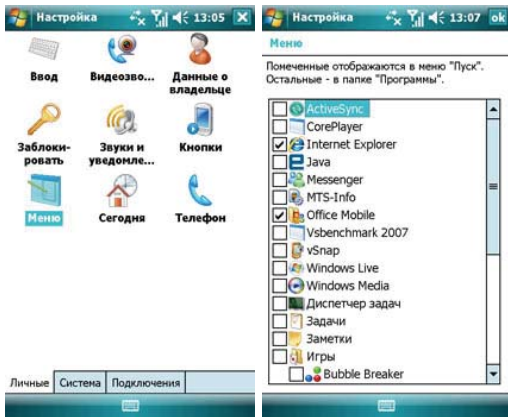 Настройка 13:05
Ввод
Видеозво...
Данные о
владельце
Заблоки-
ровать
Звуки и
уведомле...
Кнопки
Меню
Сегодня
Телефон
Личные Система Подключения
Настройка 13:07 ok
Меню
Помеченные отображаются в меню "Пуск".
Остальные - в папке "Программы".
ActiveSync
CorePlayer
Internet Explorer
Java
Messenger
MTS-Info
Office Mobile
Vsbenchmark 2007
vSnap
Windows Live
Windows Media
Диспетчер задач
Задачи
Заметки
Игры
Bubble Breaker